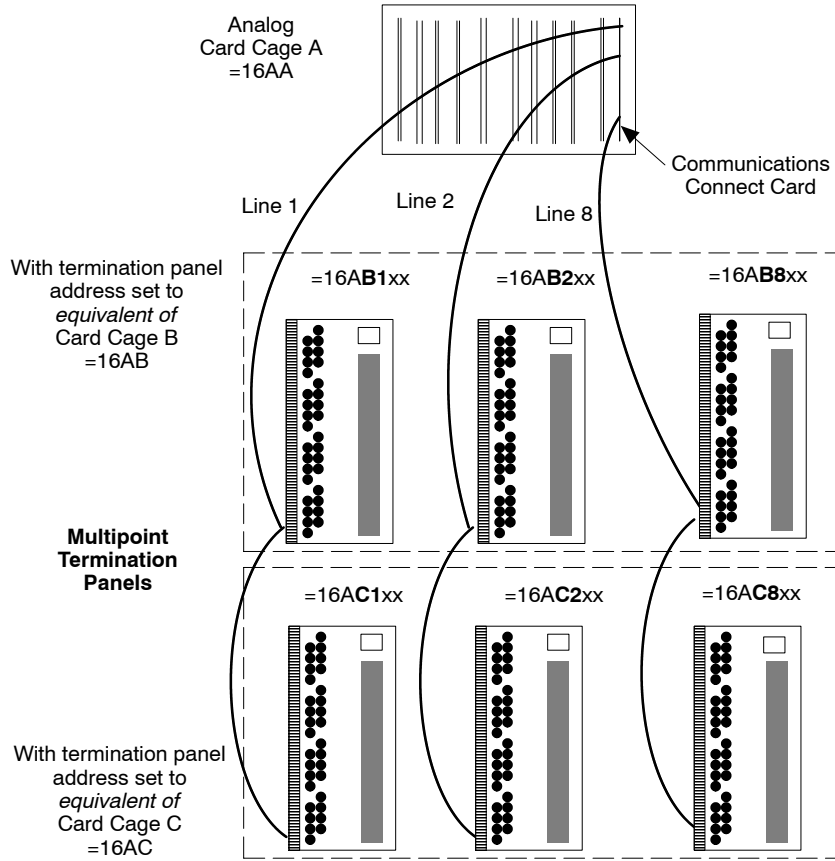 Analog
Card Cage A
=16AA
Communications
Connect Card
Line 1
Line 2
Line 8
With termination panel
address set to
equivalent of
Card Cage B
=16AB
=16AB1xx
=16AB2xx
=16AB8xx
Multipoint
Termination
Panels
=16AC1xx
=16AC2xx
=16AC8xx
With termination panel
address set to
equivalent of
Card Cage C
=16AC